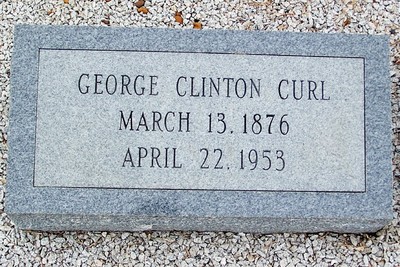 GEORGE CLINTON CURL
MARCH 13, 1876
APRIL 22, 1953